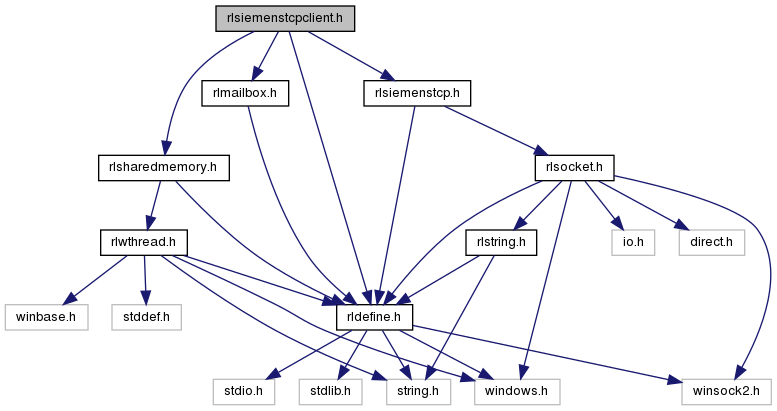 rlsiemenstcpclient.h
rlmailbox.h
rlsiemenstcp.h
rlsharedmemory.h
rlsocket.h
rlwthread.h
rlstring.h
io.h
direct.h
winbase.h
stddef.h
rldefine.h
stdio.h
stdlib.h
string.h
windows.h
winsock2.h